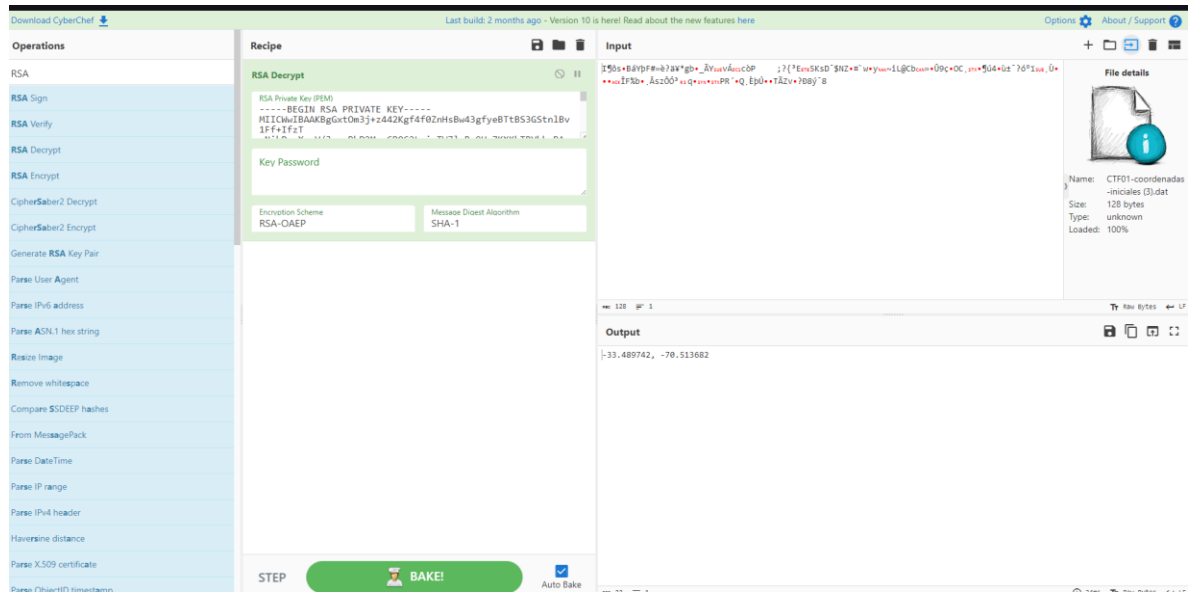 Download CyberChef
Last build: 2 months ago - Version 10 is here! Read about the new features here
Options
About / Support
Operations
RSA
RSA Sign
RSA Verify
RSA Decrypt
RSA Encrypt
CipherSaber2 Decrypt
CipherSaber2 Encrypt
Generate RSA Key Pair
Parse User Agent
Parse IPv6 address
Parse ASN.1 hex string
Resize Image
Remove whitespace
Compare SSDEEP hashes
From MessagePack
Parse DateTime
Parse IP range
Parse IPv4 header
Haversine distance
Parse X.509 certificate
Parse ObjectID timestamp
Recipe
RSA Decrypt
RSA Private Key (PEM)
-----BEGIN RSA PRIVATE KEY-----
1Ff+IfzT
Key Password
Encryption Scheme
RSA-OAEP
Message Digest Algorithm
SHA-1
STEP
BAKE!
Auto Bake
Input
File details
Name: CTF01-coordenadas
-iniciales (3).dat
Size: 128 bytes
Type: unknown
Loaded: 100%
128 1
Raw Bytes LF
Output
-33.489742, -70.513682